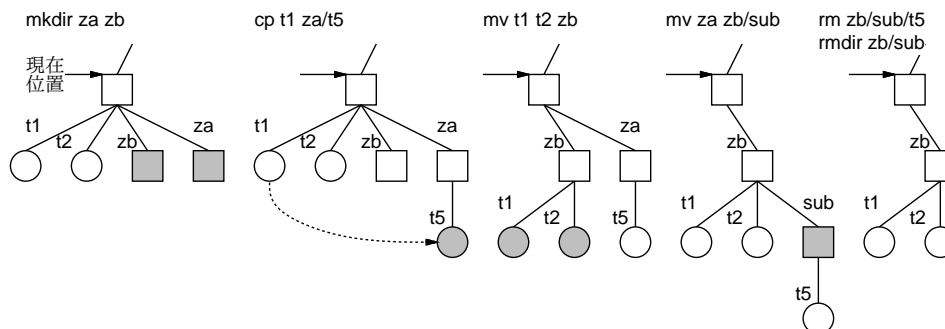 mkdir za zb
現在
位置
t1
t2
zb
za
cp t1 za/t5
t1
t2
zb
za
t5
mv t1 t2 zb
zb
za
t1
t2
t5
mv za zb/sub
zb
t1
t2
sub
t5
rm zb/sub/t5
rmdir zb/sub
zb
t1
t2